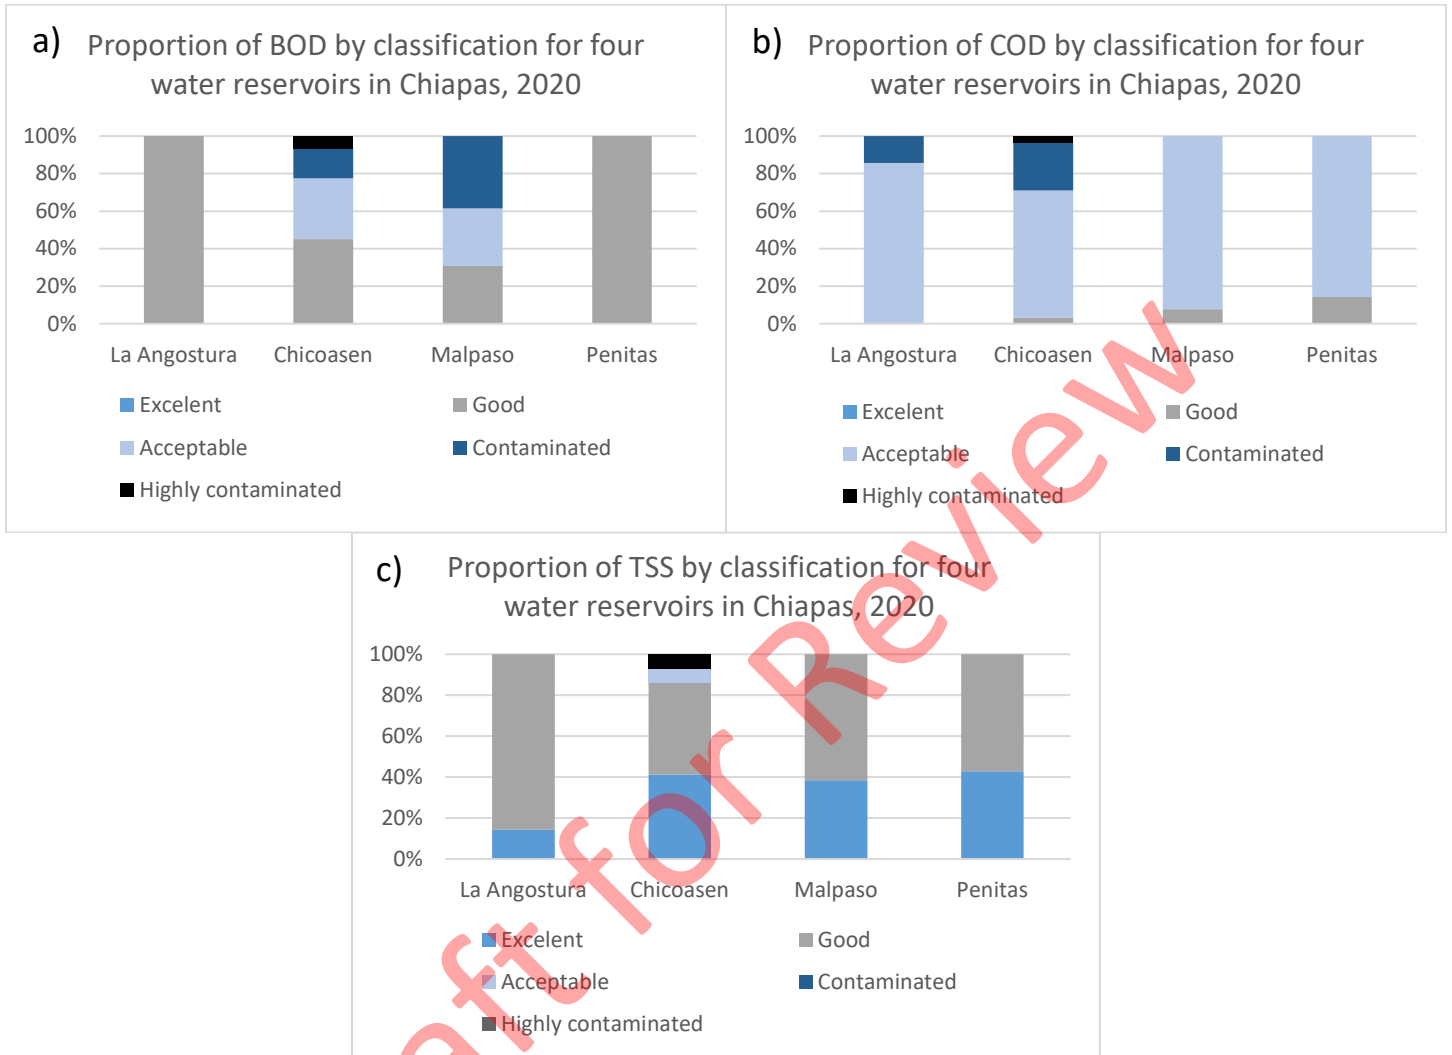 a) Proportion of BOD by classification for four
water reservoirs in Chiapas, 2020
100%
80%
60%
40%
20%
0%
La Angostura Chicoasen Malpaso Penitas
Excelent Good
Acceptable Contaminated
Highly contaminated
b) Proportion of COD by classification for four
water reservoirs in Chiapas, 2020
100%
80%
60%
40%
20%
0%
La Angostura Chicoasen Malpaso Penitas
Excelent Good
Acceptable Contaminated
Highly contaminated
c) Proportion of TSS by classification for four
water reservoirs in Chiapas, 2020
100%
80%
60%
40%
20%
0%
La Angostura Chicoasen Malpaso Penitas
Excelent Good
Acceptable Contaminated
Highly contaminated
aft for Review